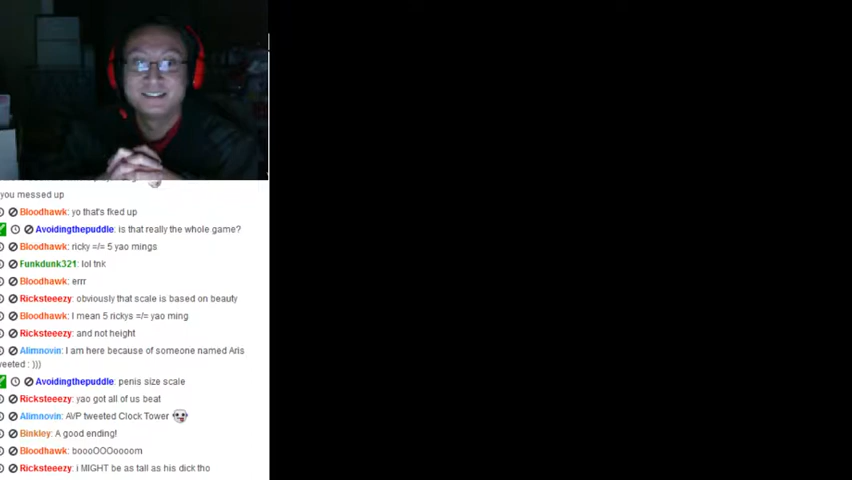 you messed up
Bloodhawk: yo that's fked up
Avoidingthepuddle: is that really the whole game?
Bloodhawk: ricky =/= 5 yao mings
Funkdunk321: lol tnk
Bloodhawk: errr
Ricksteeezy: obviously that scale is based on beauty
Bloodhawk: I mean 5 rickys =/= yao ming
Ricksteeezy: and not height
Alimnovin: I am here because of someone named Aris
weeted : )))
Avoidingthepuddle: penis size scale
Ricksteeezy: yao got all of us beat
Alimnovin: AVP tweeted Clock Tower
Binkley: A good ending!
Bloodhawk: boooOOOooooom
Ricksteeezy: i MIGHT be as tall as his dick tho